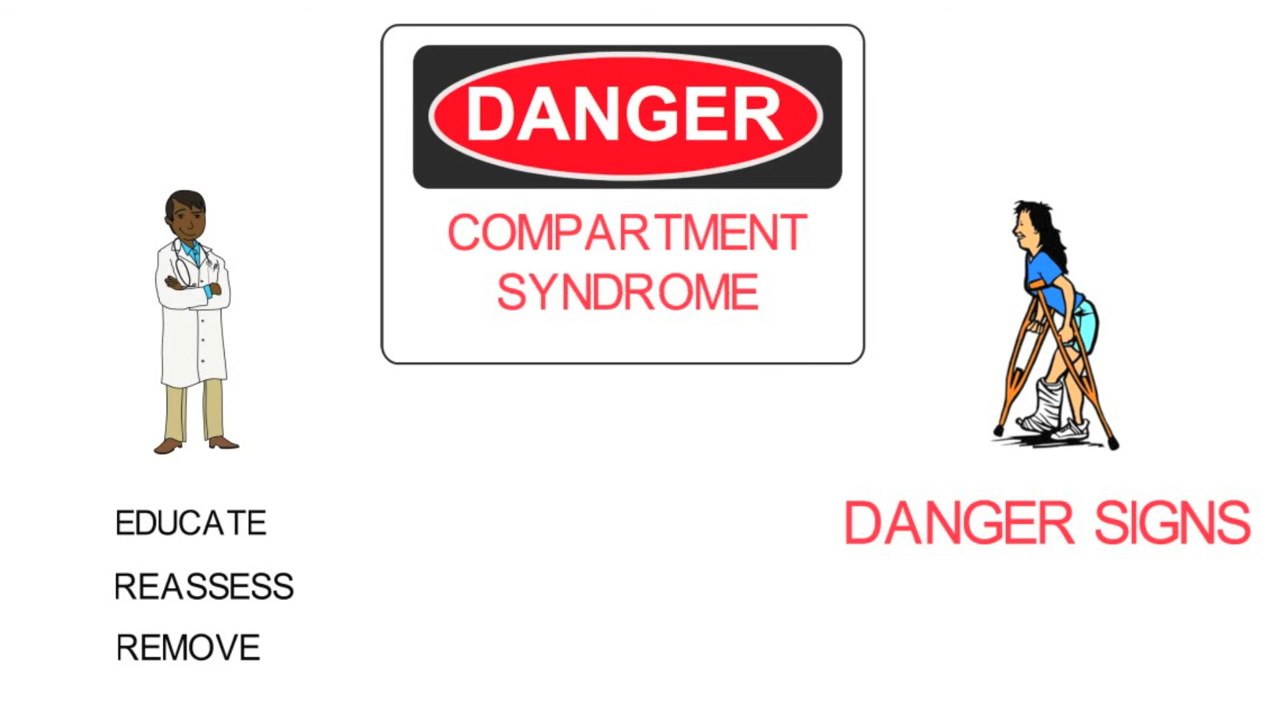 DANGER
COMPARTMENT
SYNDROME
EDUCATE
REASSESS
REMOVE
DANGER SIGNS